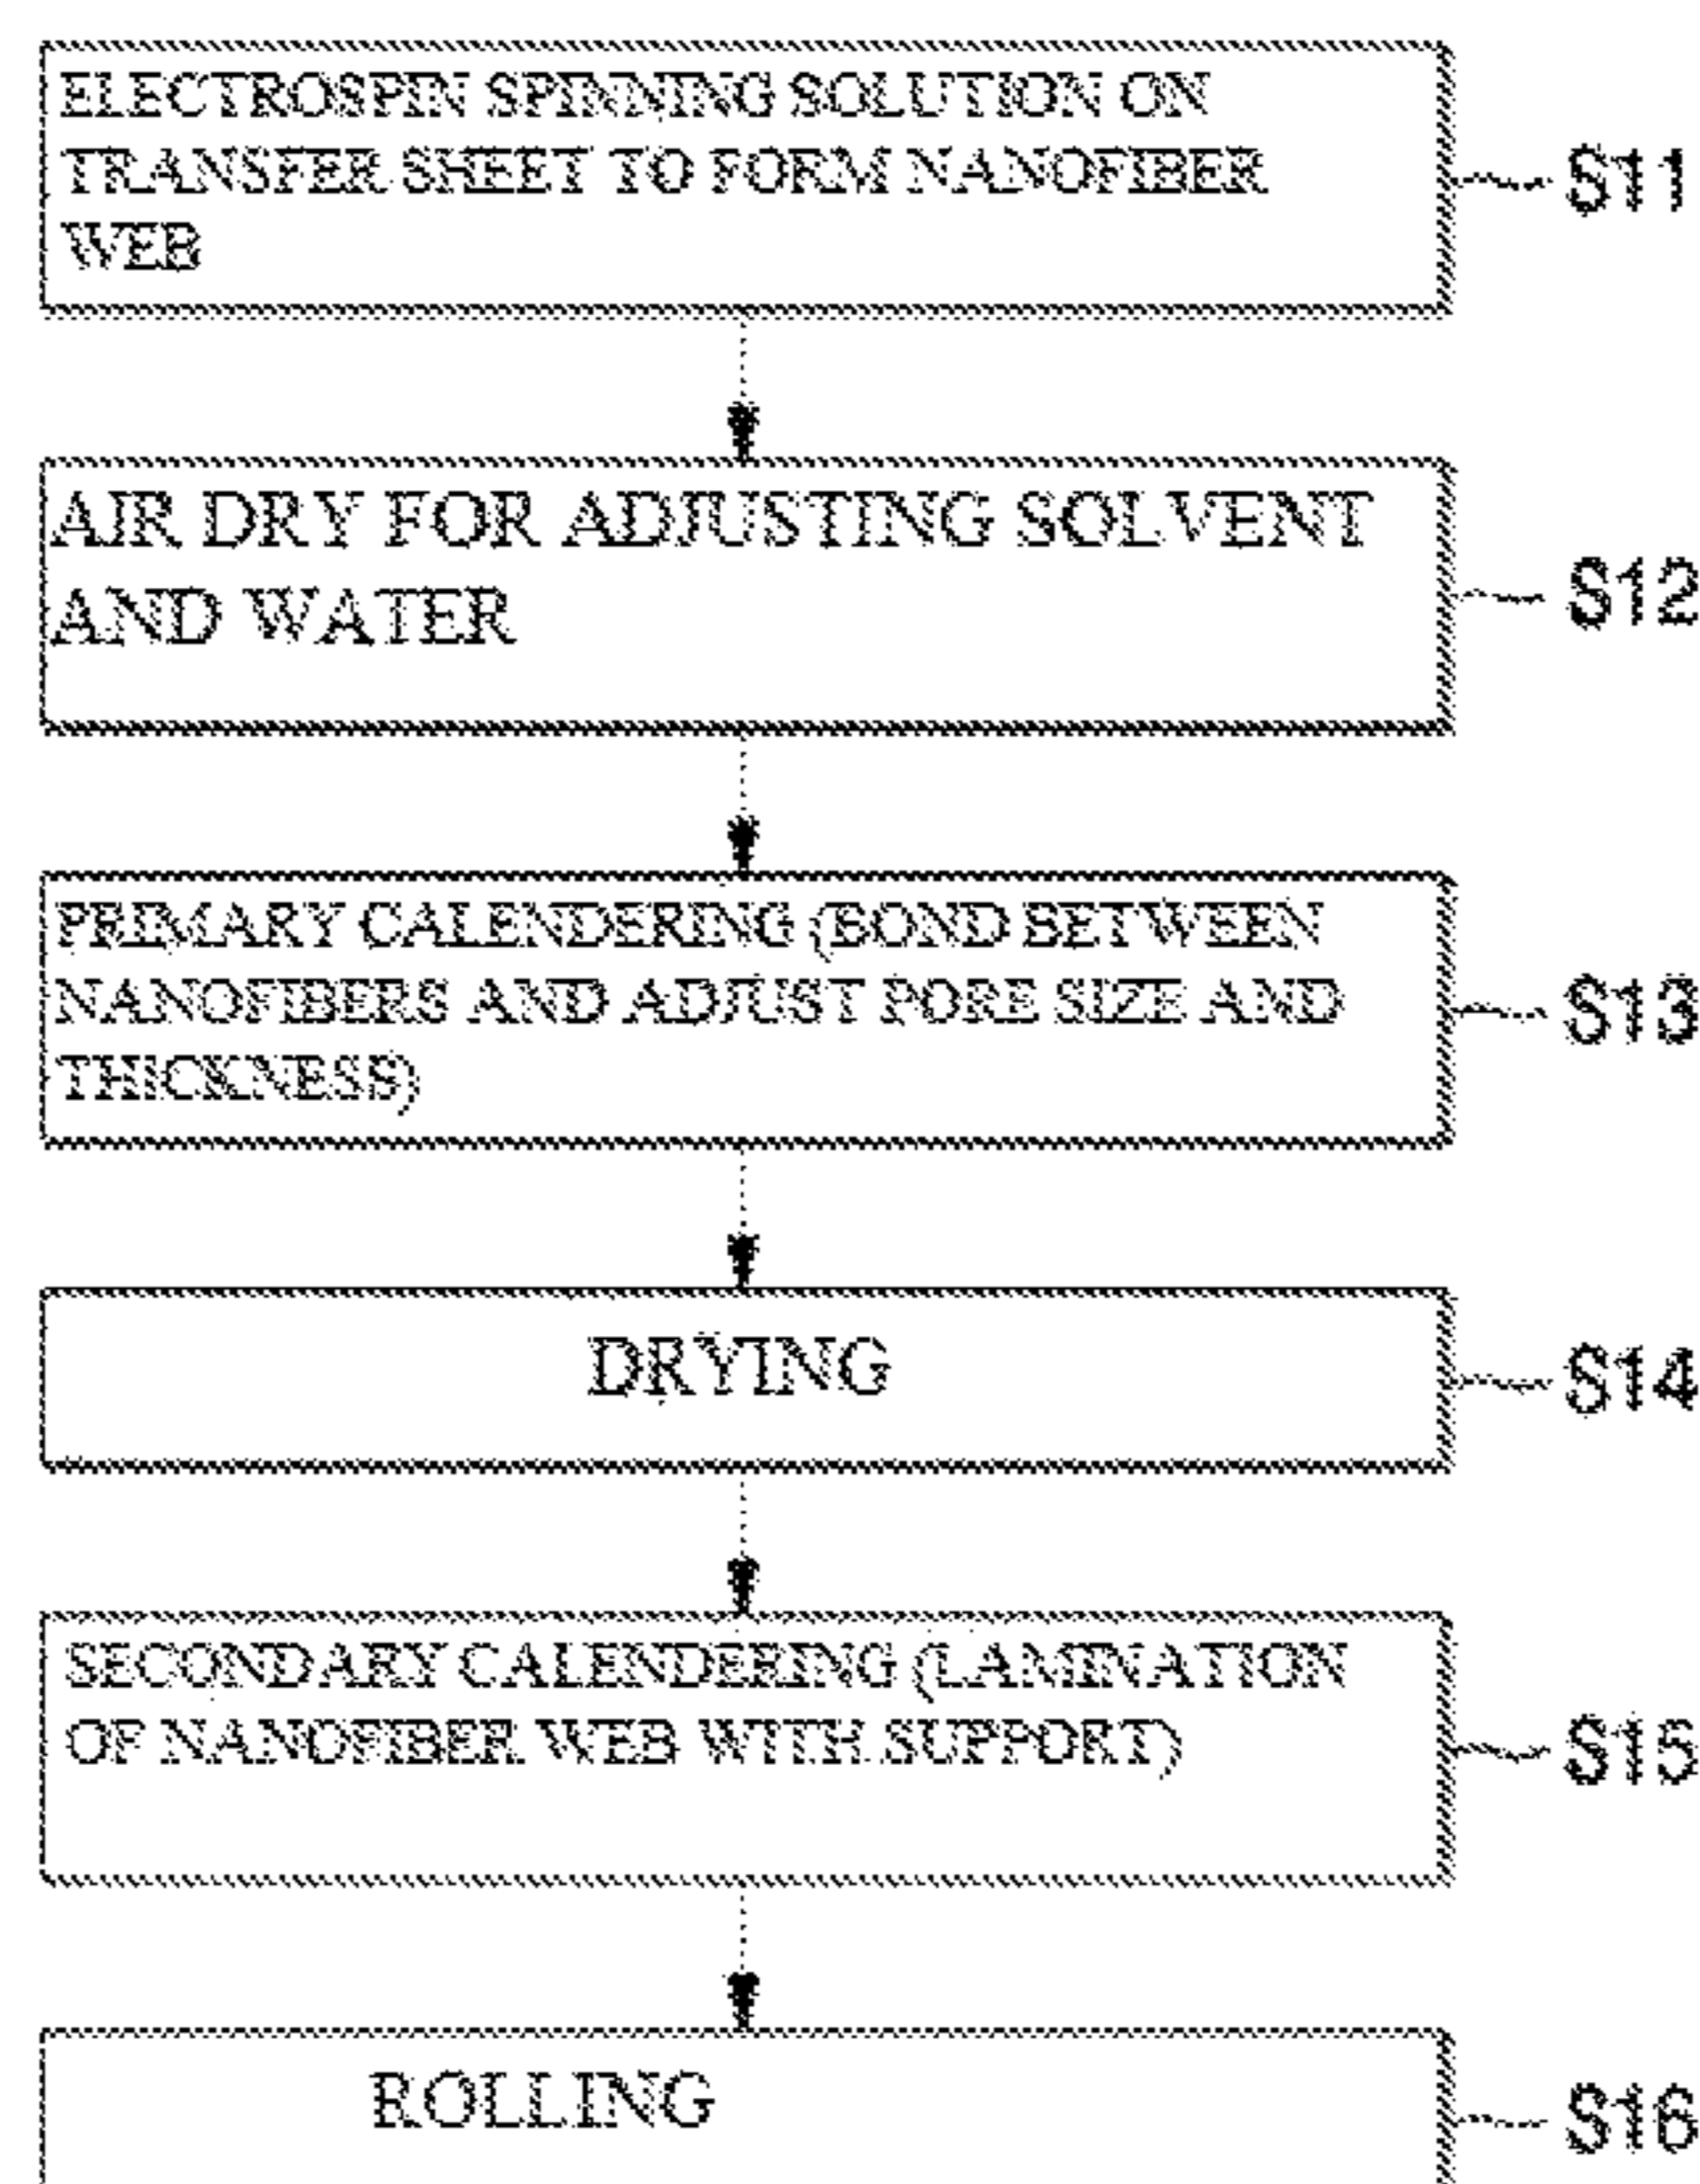 ELECTROSPIN SPINNING SOLUTION ON
TRANSFER SHEET TO FORM NANOFIBER
WEB
S11
AIR DRY FOR ADJUSTING SOLVENT
AND WATER
S12
PRIMARY CALENDERING (BOND BETWEEN
NANOFIBERS AND ADJUST PORE SIZE AND
THICKNESS)
S13
DRYING
S14
SECONDARY CALENDERING (LAMINATION
OF NANOFIBER WEB WITH SUPPORT)
S15
ROLLING
S16